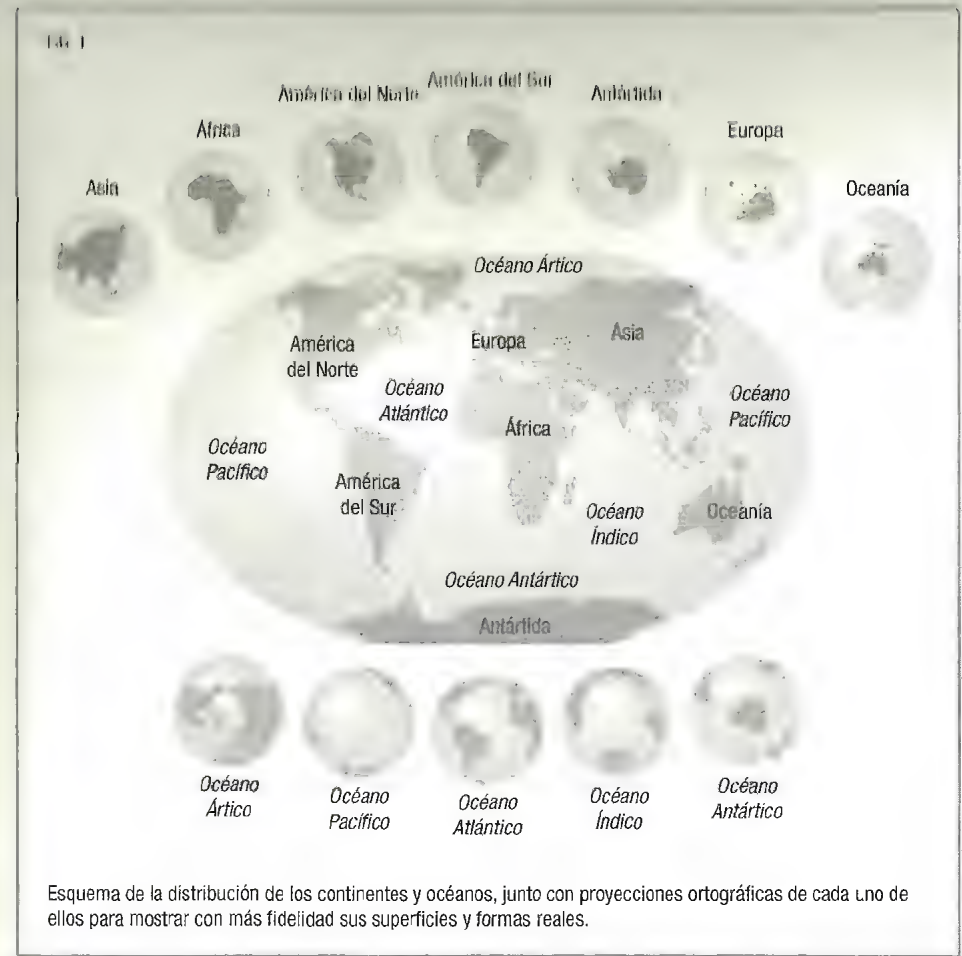 América del Norte
América del Sur
Antártida
África
Europa
Asia
Oceanía
Océano Ártico
América
del Norte
Europa
Asia
Océano
Atlántico
Océano
Pacífico
África
Océano
Pacífico
América
del Sur
Océano
Índico
Oceanía
Océano Antártico
Antártida
Océano
Ártico
Océano
Pacífico
Océano
Atlántico
Océano
Índico
Océano
Antártico
Esquema de la distribución de los continentes y océanos, junto con proyecciones ortográficas de cada uno de
ellos para mostrar con más fidelidad sus superficies y formas reales.